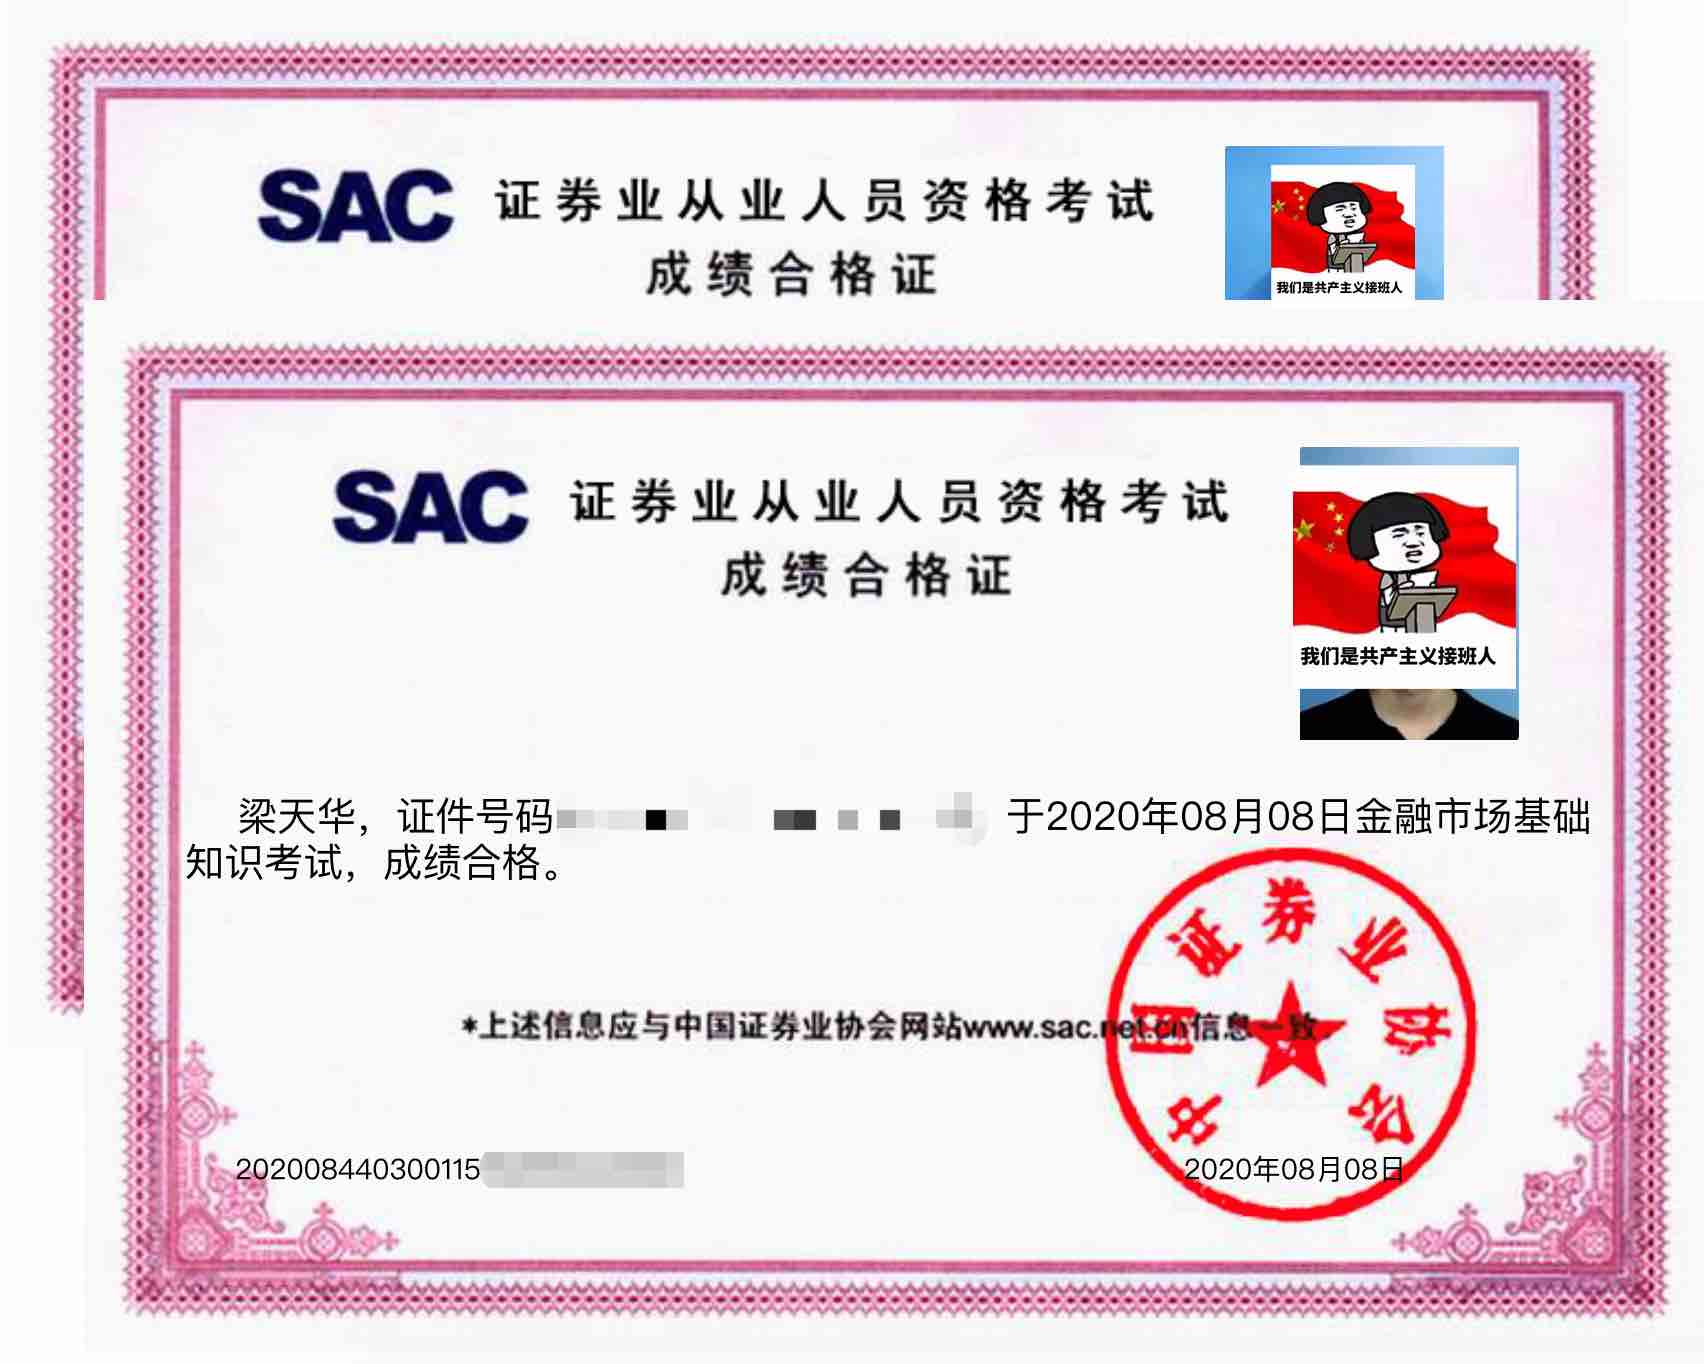 SAC 证券业从业人员资格考试
成绩合格证
我们是共产主义接班人
SAC 证券业从业人员资格考试
成绩合格证
我们是共产主义接班人
梁天华，证件号码 于2020年08月08日金融市场基础
知识考试，成绩合格。
中国证券业协会
*上述信息应与中国证券业协会网站www.sac.net.cn信息一致。
202008440300115
2020年08月08日